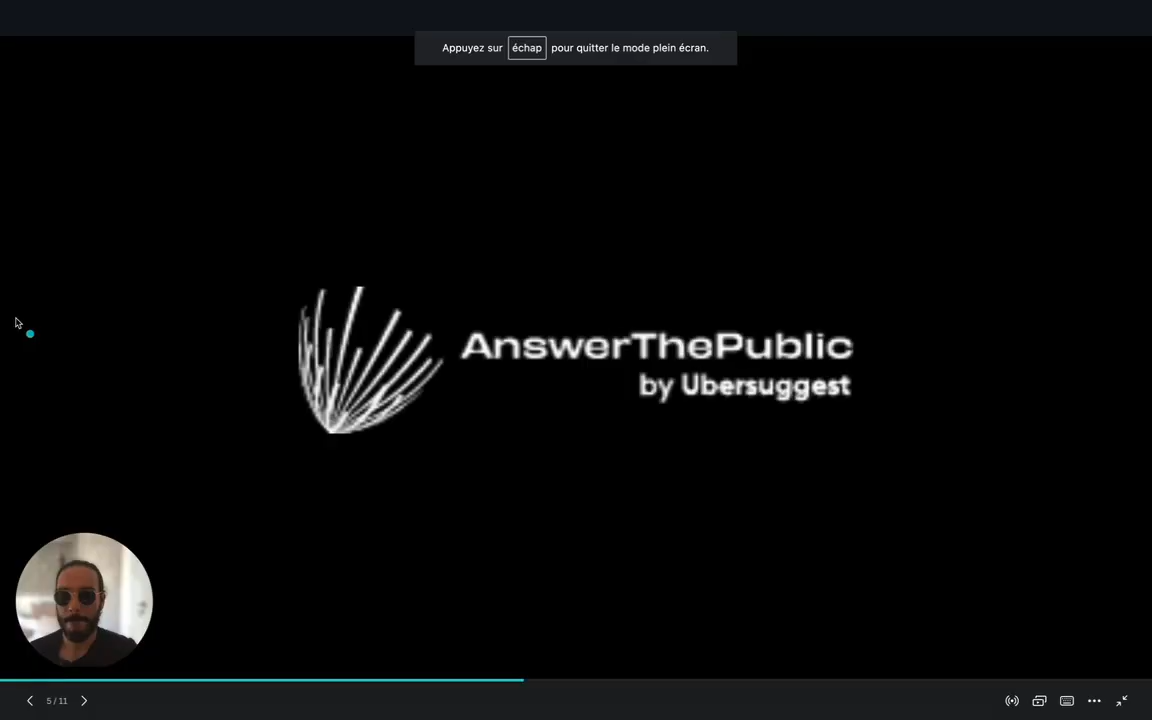 Appuyez sur échap pour quitter le mode plein écran.
AnswerThePublic
by Ubersuggest
5 / 11